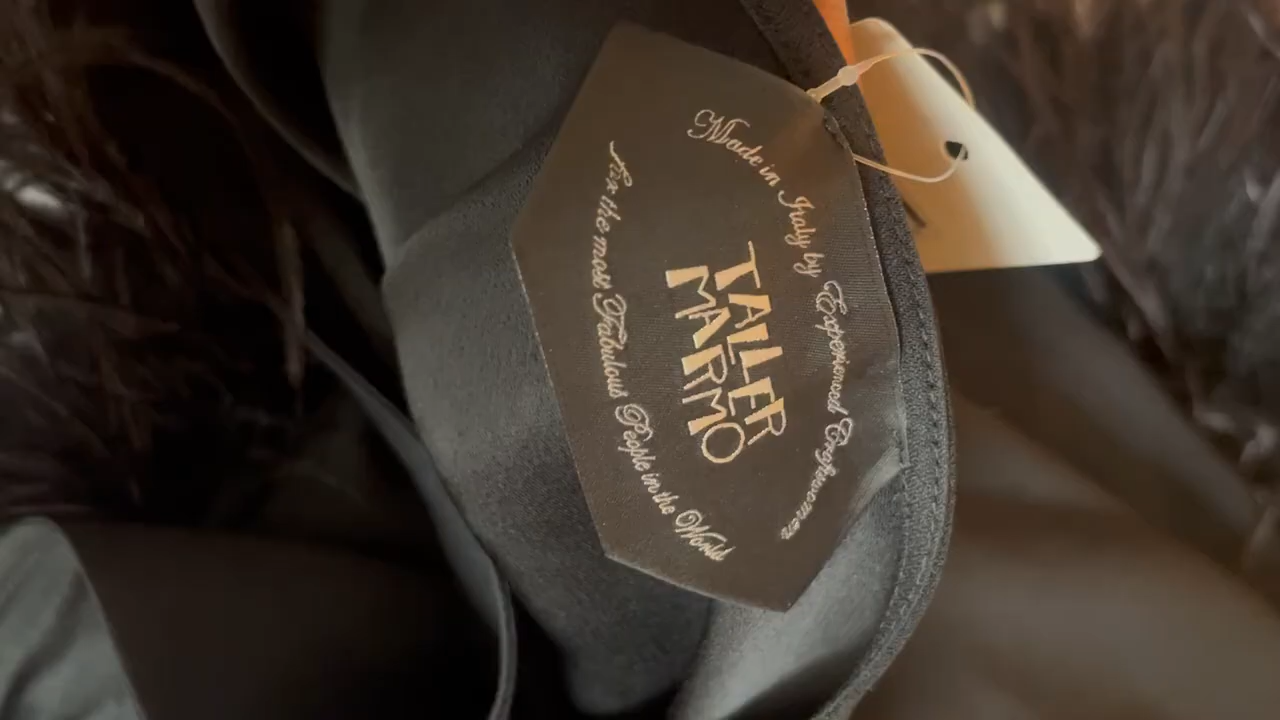 Made in Italy by Experienced Craftswomen
TALLER
MARMO
for the most Fabulous People in the World